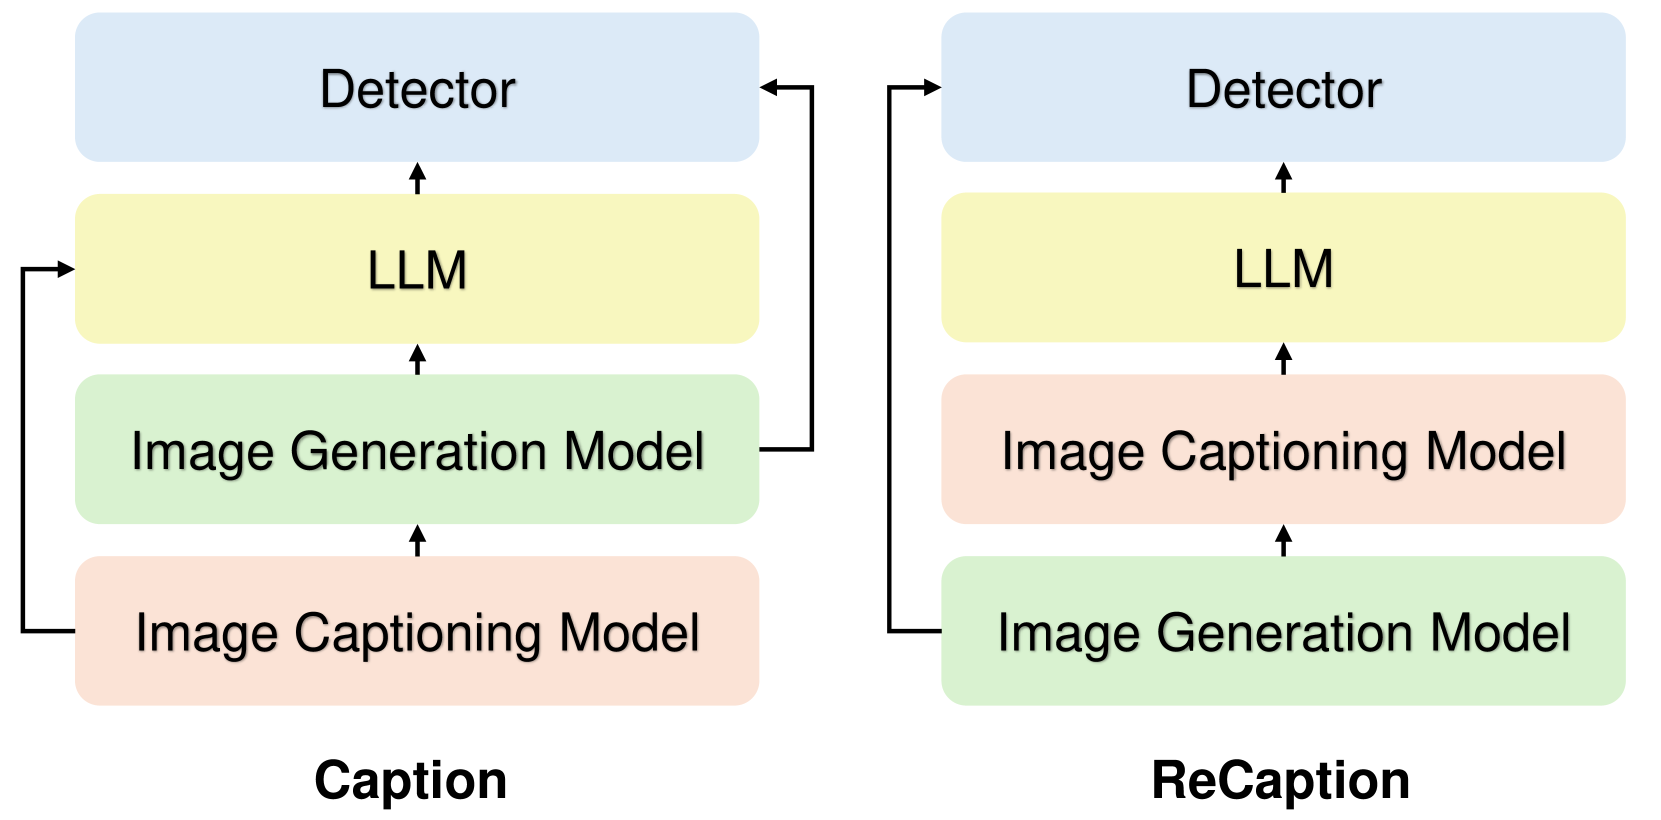 Detector
LLM
Image Generation Model
Image Captioning Model
Caption
Detector
LLM
Image Captioning Model
Image Generation Model
ReCaption